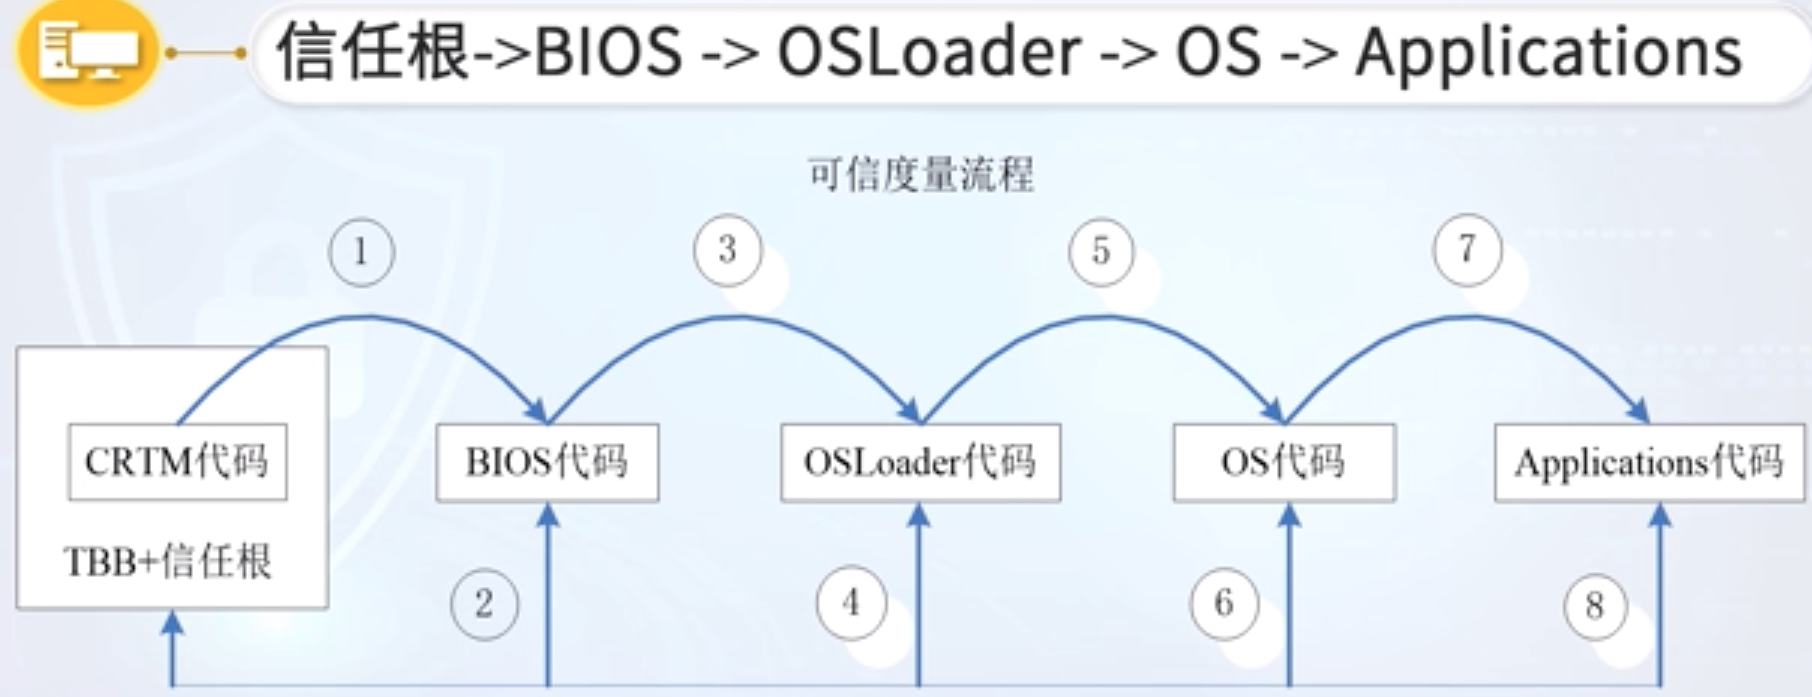 信任根->BIOS -> OSLoader -> OS -> Applications
可信度量流程
1 3 5 7
CRTM代码 BIOS代码 OSLoader代码 OS代码 Applications代码
TBB+信任根
2 4 6 8